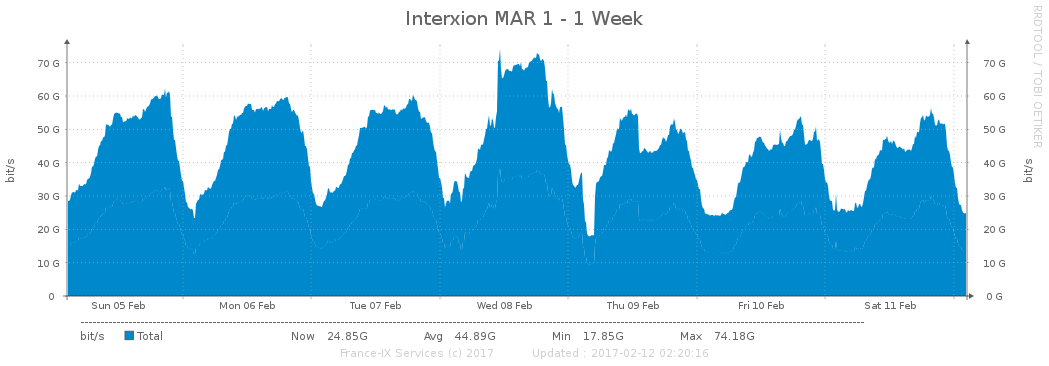 Interxion MAR 1 - 1 Week
RRDTOOL / TOBI OETIKER
bit/s
70 G 70 G
60 G 60 G
50 G 50 G
40 G 40 G
30 G 30 G
20 G 20 G
10 G 10 G
0 0 G
bit/s
Sun 05 Feb Mon 06 Feb Tue 07 Feb Wed 08 Feb Thu 09 Feb Fri 10 Feb Sat 11 Feb
bit/s Total Now 24.85G Avg 44.89G Min 17.85G Max 74.18G
France-IX Services (c) 2017 Updated : 2017-02-12 02:20:16